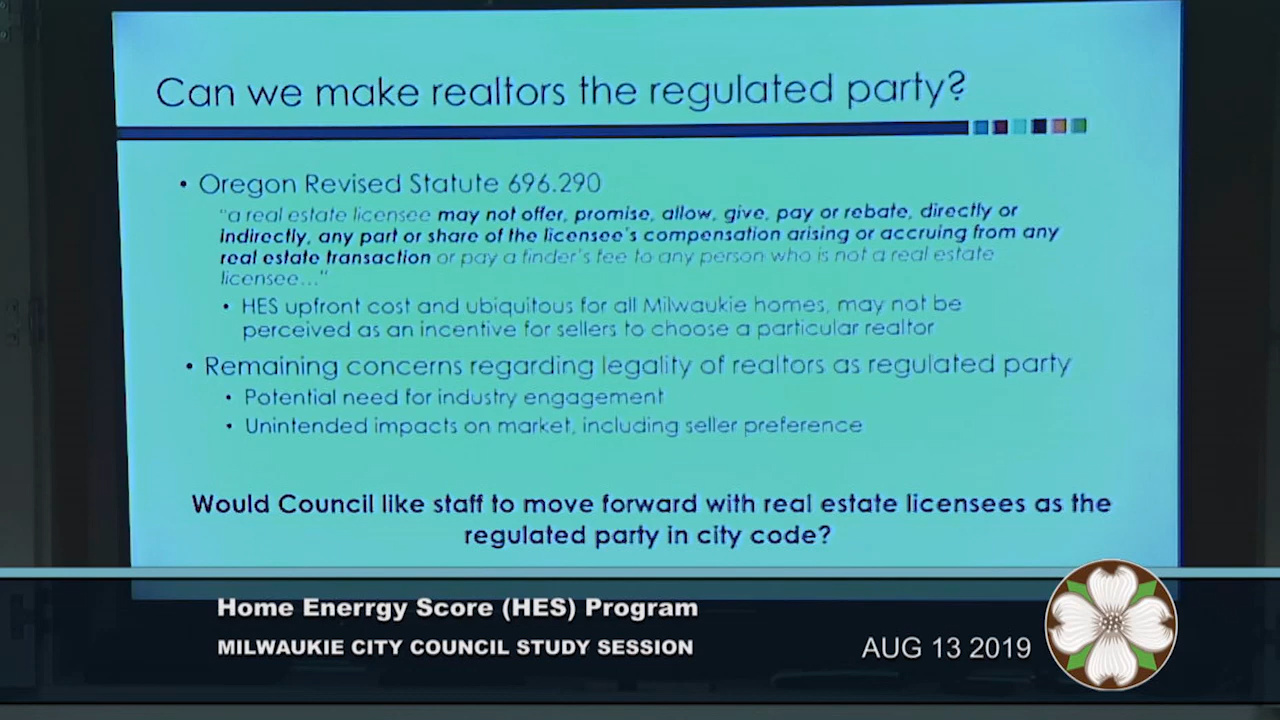 Can we make realtors the regulated party?
• Oregon Revised Statute 696.290
"a real estate licensee may not offer, promise, allow, give, pay or rebate, directly or
indirectly, any part or share of the licensee's compensation arising or accruing from any
real estate transaction or pay a finder's fee to any person who is not a real estate
licensee..."
• HES upfront cost and ubiquitous for all Milwaukie homes, may not be
perceived as an incentive for sellers to choose a particular realtor
• Remaining concerns regarding legality of realtors as regulated party
• Potential need for industry engagement
• Unintended impacts on market, including seller preference
Would Council like staff to move forward with real estate licensees as the
regulated party in city code?
Home Enerrgy Score (HES) Program
MILWAUKIE CITY COUNCIL STUDY SESSION
AUG 13 2019